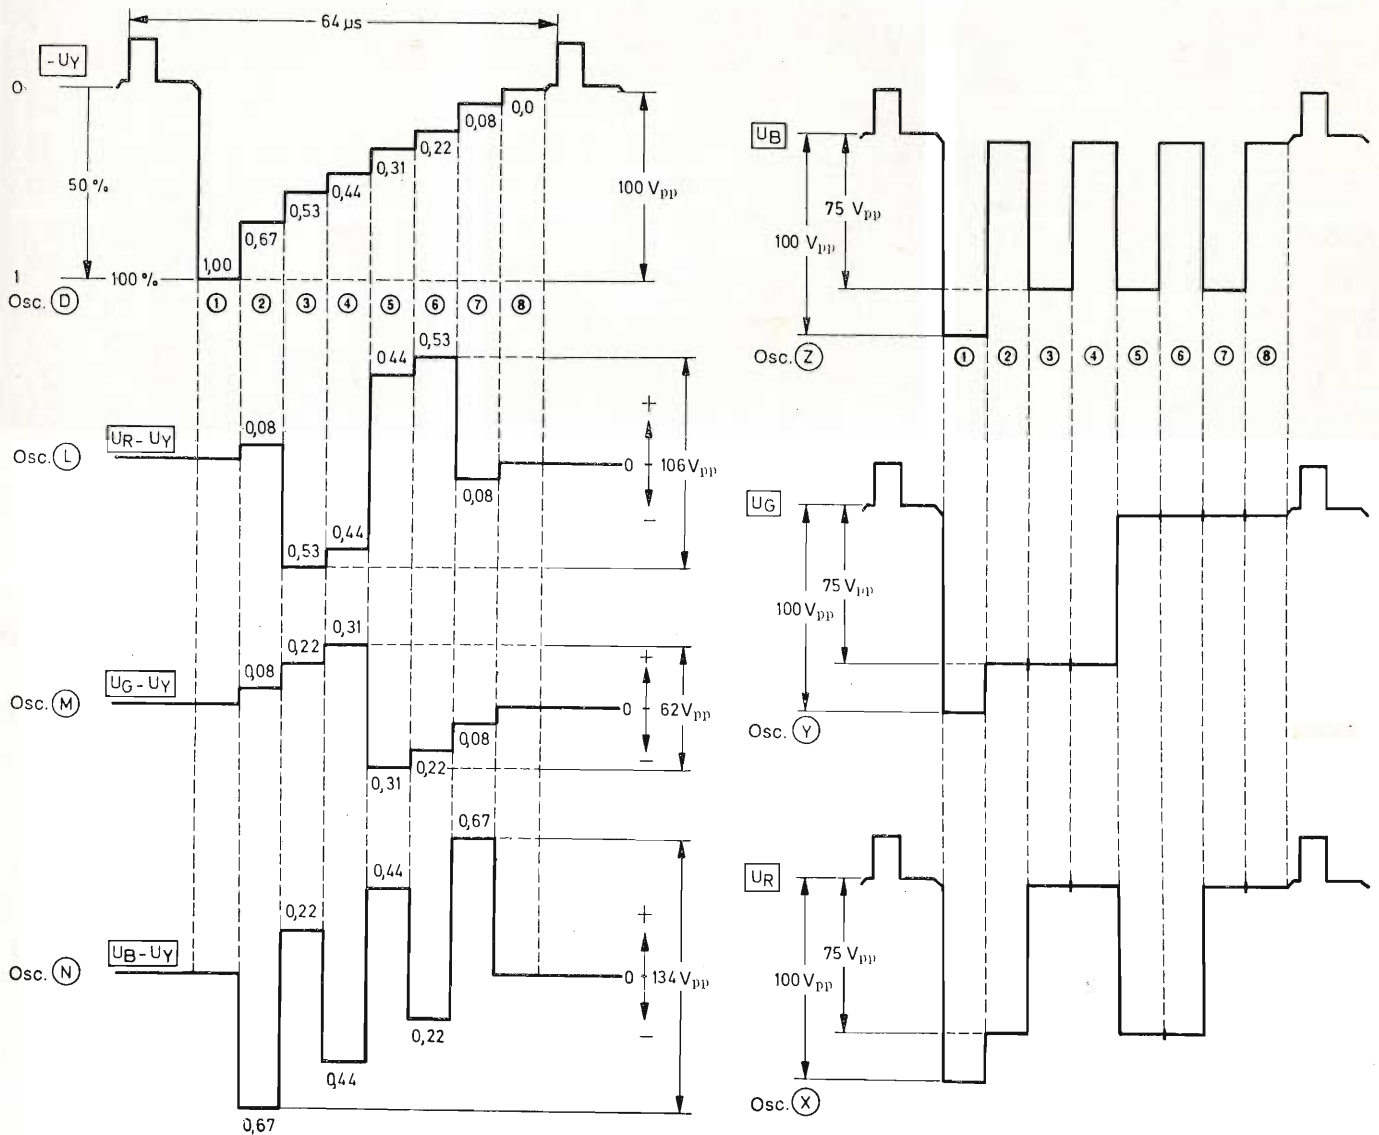 64 µs
- UY
0
50 %
1
100 %
Osc. D
1,00
0,67
0,53
0,44
0,31
0,22
0,08
0,0
100 Vpp
1 2 3 4 5 6 7 8
UR - UY
Osc. L
0,08
0,53
0,44
0,44
0,53
0,08
+
0
106 Vpp
−
UG - UY
Osc. M
0,08
0,22
0,31
0,31
0,22
0,08
+
0
62 Vpp
−
UB - UY
Osc. N
0,67
0,22
0,44
0,44
0,22
0,67
+
0
134 Vpp
−
UB
75 Vpp
100 Vpp
Osc. Z
1 2 3 4 5 6 7 8
UG
75 Vpp
100 Vpp
Osc. Y
UR
75 Vpp
100 Vpp
Osc. X